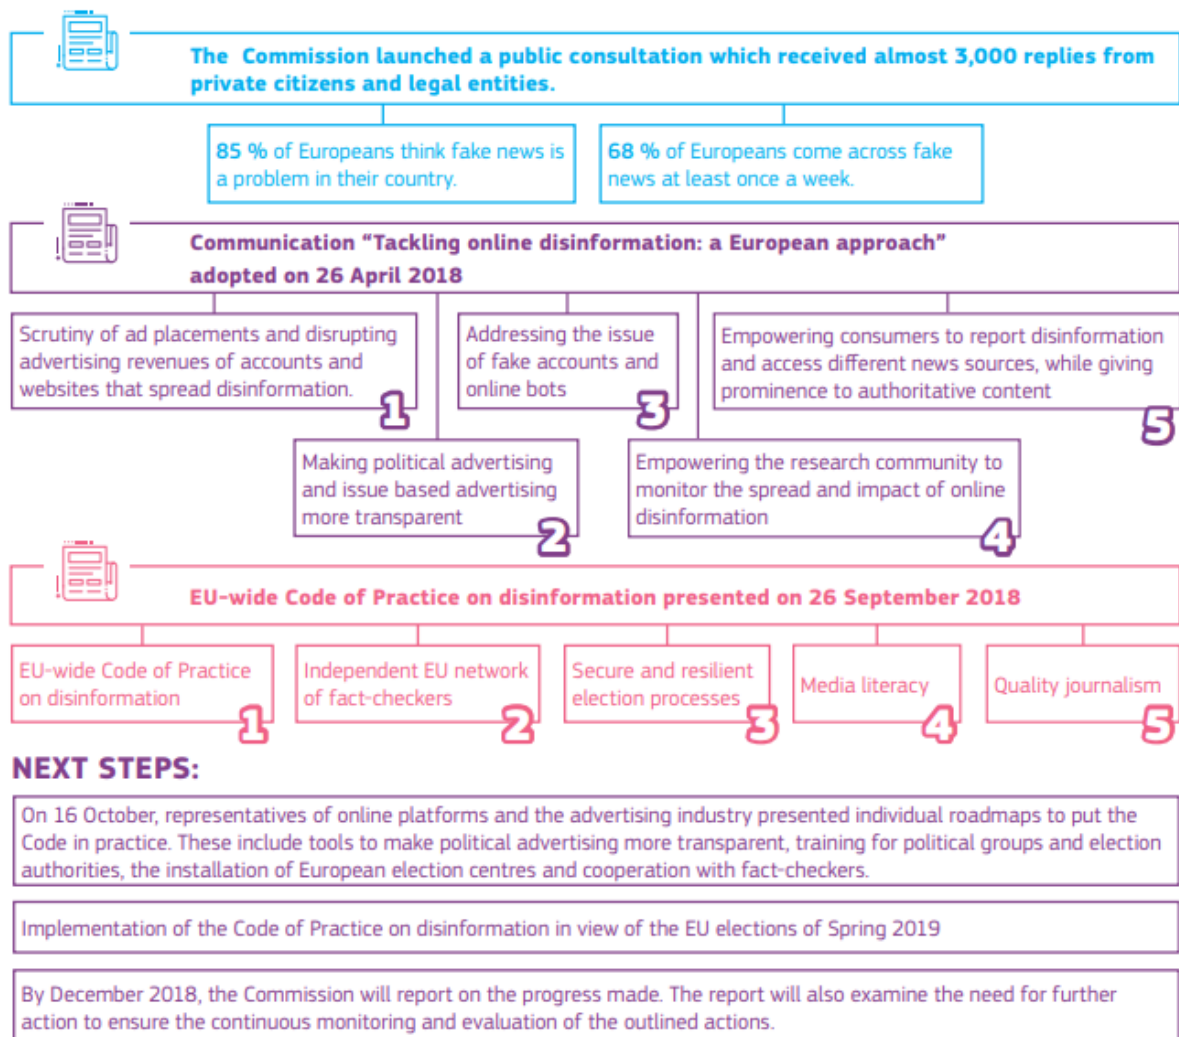 The Commission launched a public consultation which received almost 3,000 replies from
private citizens and legal entities.
85 % of Europeans think fake news is
a problem in their country.
68 % of Europeans come across fake
news at least once a week.
Communication “Tackling online disinformation: a European approach”
adopted on 26 April 2018
Scrutiny of ad placements and disrupting
advertising revenues of accounts and
websites that spread disinformation.
1
Making political advertising
and issue based advertising
more transparent
2
Addressing the issue
of fake accounts and
online bots
3
Empowering the research community to
monitor the spread and impact of online
disinformation
4
Empowering consumers to report disinformation
and access different news sources, while giving
prominence to authoritative content
5
EU-wide Code of Practice on disinformation presented on 26 September 2018
EU-wide Code of Practice
on disinformation
1
Independent EU network
of fact-checkers
2
Secure and resilient
election processes
3
Media literacy
4
Quality journalism
5
NEXT STEPS:
On 16 October, representatives of online platforms and the advertising industry presented individual roadmaps to put the
Code in practice. These include tools to make political advertising more transparent, training for political groups and election
authorities, the installation of European election centres and cooperation with fact-checkers.
Implementation of the Code of Practice on disinformation in view of the EU elections of Spring 2019
By December 2018, the Commission will report on the progress made. The report will also examine the need for further
action to ensure the continuous monitoring and evaluation of the outlined actions.